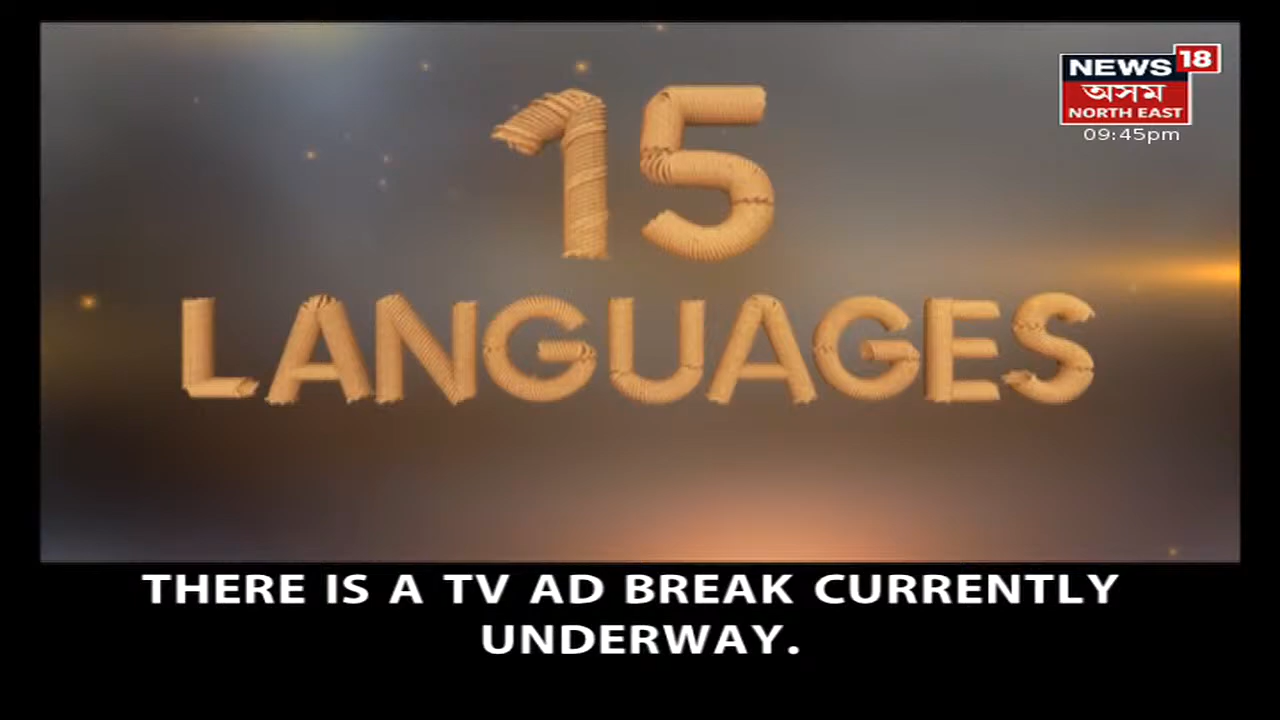 15
LANGUAGES
NEWS 18
অসম
NORTH EAST
09:45pm
THERE IS A TV AD BREAK CURRENTLY
UNDERWAY.